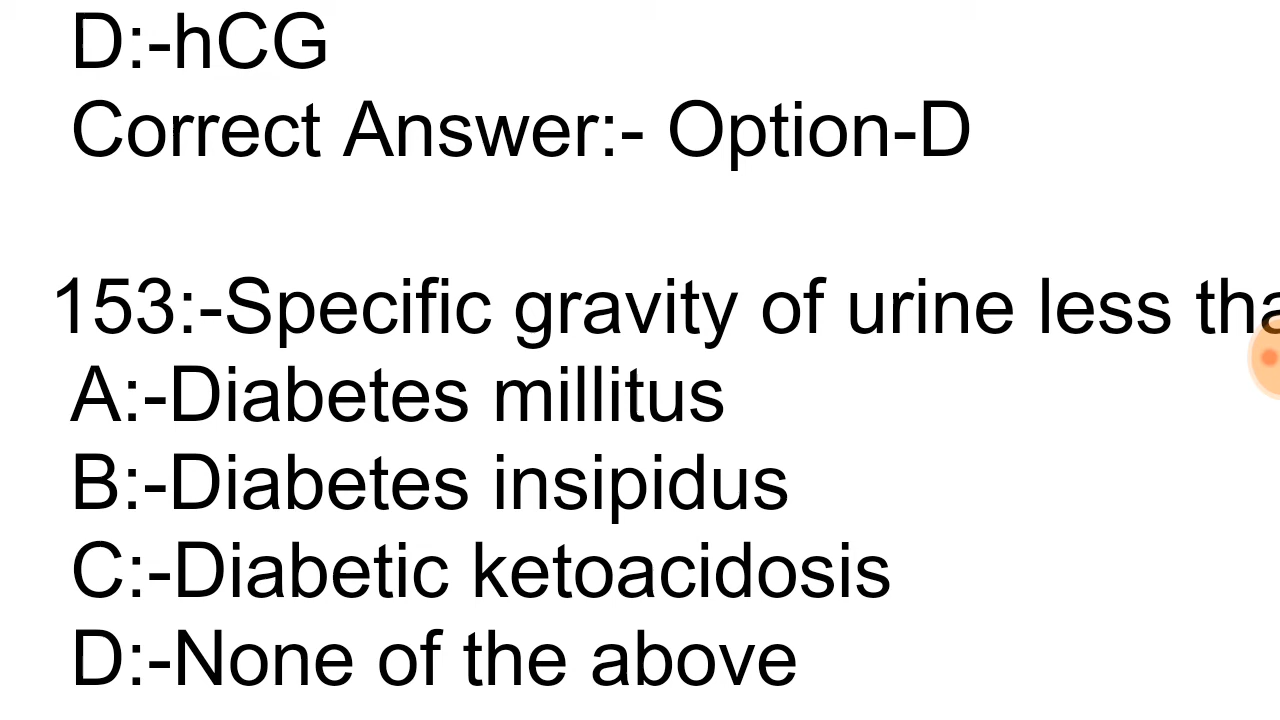 D:-hCG
Correct Answer:- Option-D
153:-Specific gravity of urine less
A:-Diabetes millitus
B:-Diabetes insipidus
C:-Diabetic ketoacidosis
D:-None of the above